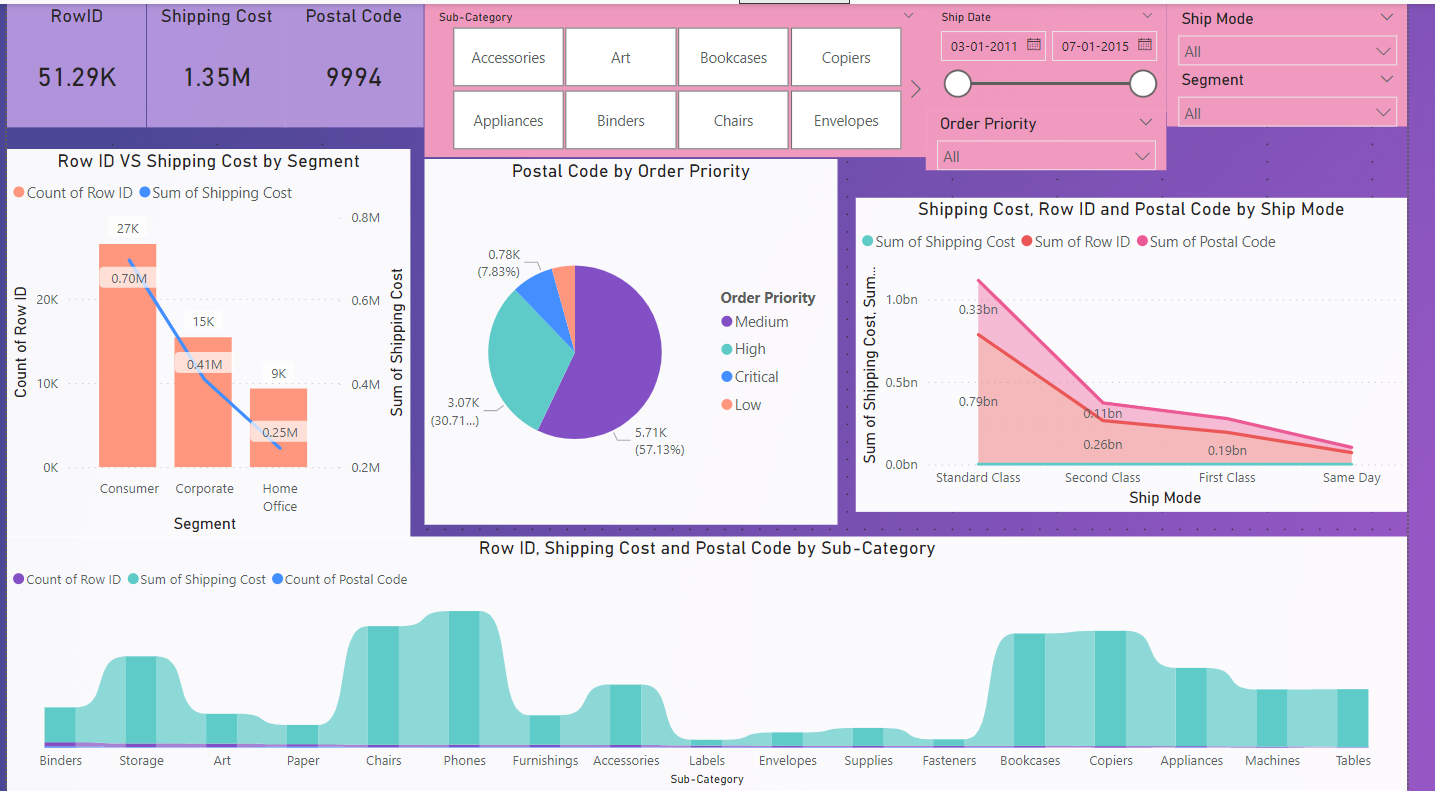 RowID
51.29K
Shipping Cost
1.35M
Postal Code
9994
Sub-Category
Accessories
Art
Bookcases
Copiers
Appliances
Binders
Chairs
Envelopes
Ship Date
03-01-2011
07-01-2015
Order Priority
All
Ship Mode
All
Segment
All
Row ID VS Shipping Cost by Segment
Count of Row ID
Sum of Shipping Cost
Count of Row ID
20K
10K
0K
27K
0.70M
15K
0.41M
9K
0.25M
0.8M
0.6M
0.4M
0.2M
Sum of Shipping Cost
Consumer
Corporate
Home
Office
Segment
Postal Code by Order Priority
0.78K
(7.83%)
3.07K
(30.71...)
5.71K
(57.13%)
Order Priority
Medium
High
Critical
Low
Shipping Cost, Row ID and Postal Code by Ship Mode
Sum of Shipping Cost
Sum of Row ID
Sum of Postal Code
Sum of Shipping Cost, Sum...
1.0bn
0.5bn
0.0bn
0.33bn
0.79bn
0.11bn
0.26bn
0.19bn
Standard Class
Second Class
First Class
Same Day
Ship Mode
Row ID, Shipping Cost and Postal Code by Sub-Category
Count of Row ID
Sum of Shipping Cost
Count of Postal Code
Binders
Storage
Art
Paper
Chairs
Phones
Furnishings
Accessories
Labels
Envelopes
Supplies
Fasteners
Bookcases
Copiers
Appliances
Machines
Tables
Sub-Category